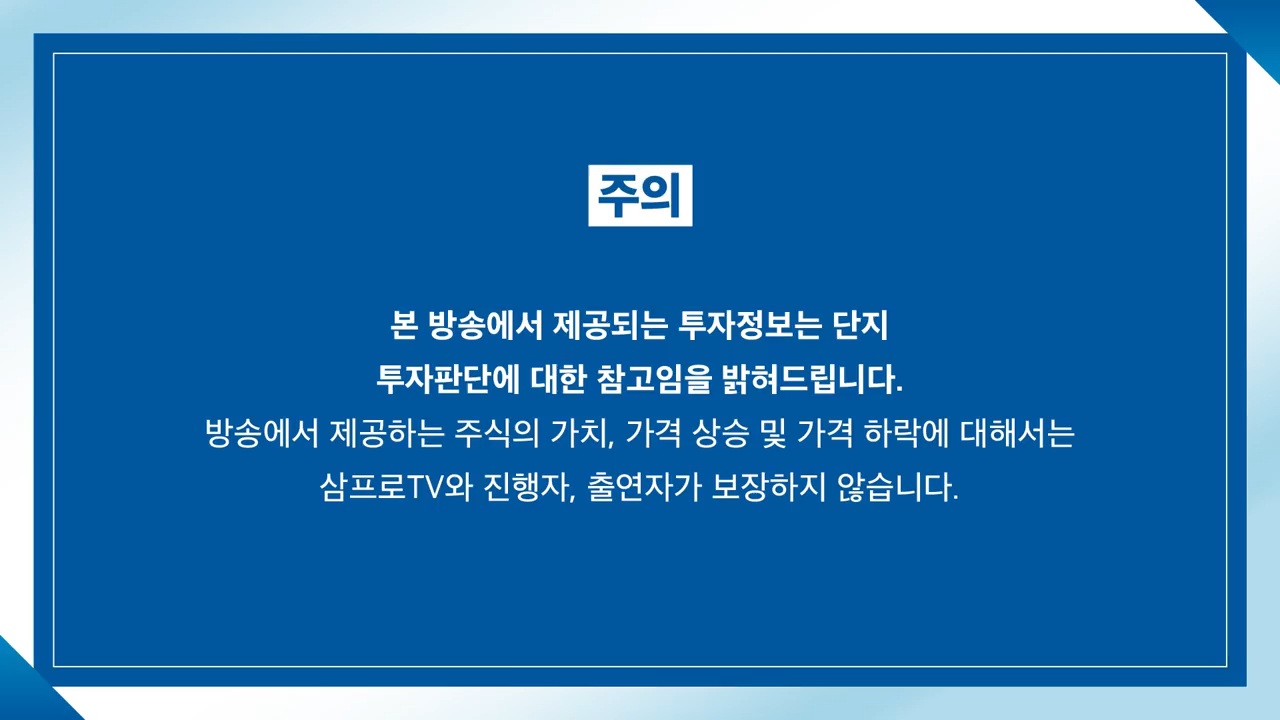 주의
본 방송에서 제공되는 투자정보는 단지
투자판단에 대한 참고임을 밝혀드립니다.
방송에서 제공하는 주식의 가치, 가격 상승 및 가격 하락에 대해서는
삼프로TV와 진행자, 출연자가 보장하지 않습니다.